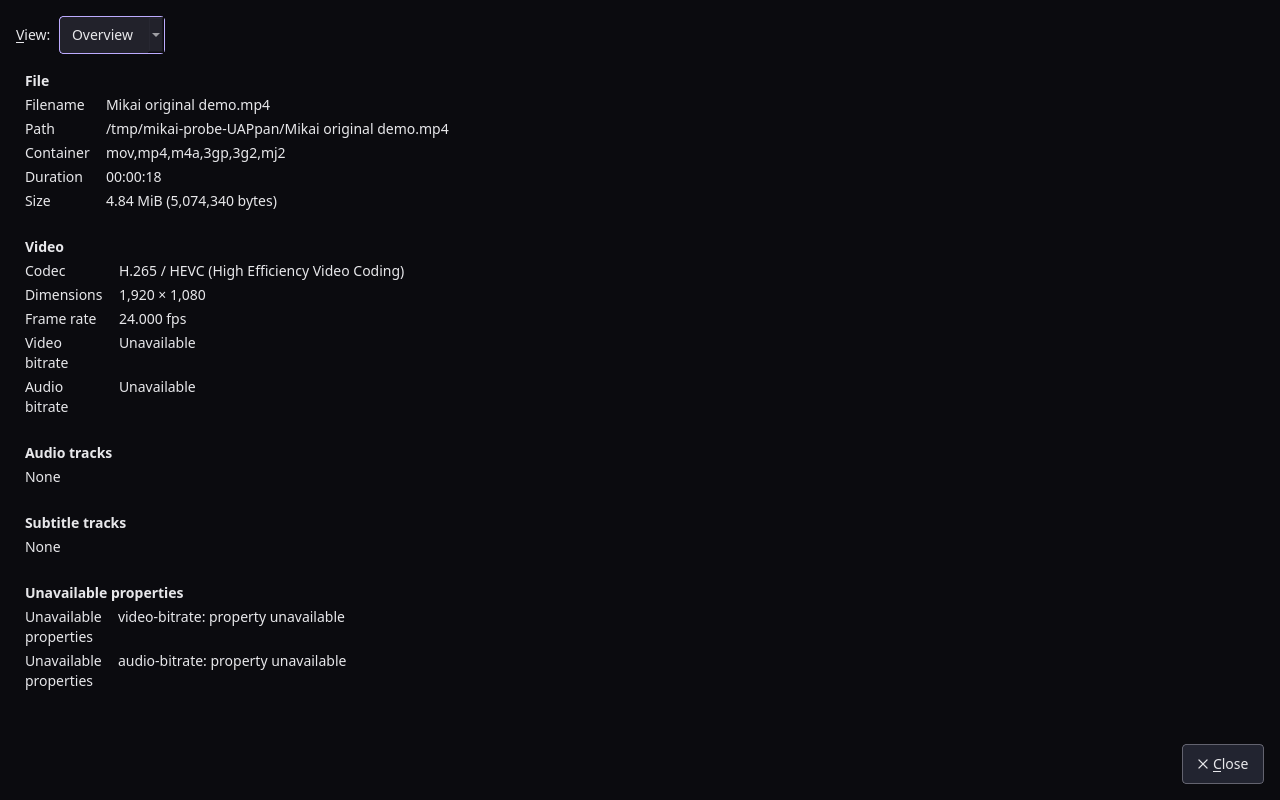 View: Overview
File
Filename Mikai original demo.mp4
Path /tmp/mikai-probe-UAPpan/Mikai original demo.mp4
Container mov,mp4,m4a,3gp,3g2,mj2
Duration 00:00:18
Size 4.84 MiB (5,074,340 bytes)
Video
Codec H.265 / HEVC (High Efficiency Video Coding)
Dimensions 1,920 × 1,080
Frame rate 24.000 fps
Video Unavailable
bitrate
Audio Unavailable
bitrate
Audio tracks
None
Subtitle tracks
None
Unavailable properties
Unavailable video-bitrate: property unavailable
properties
Unavailable audio-bitrate: property unavailable
properties
Close